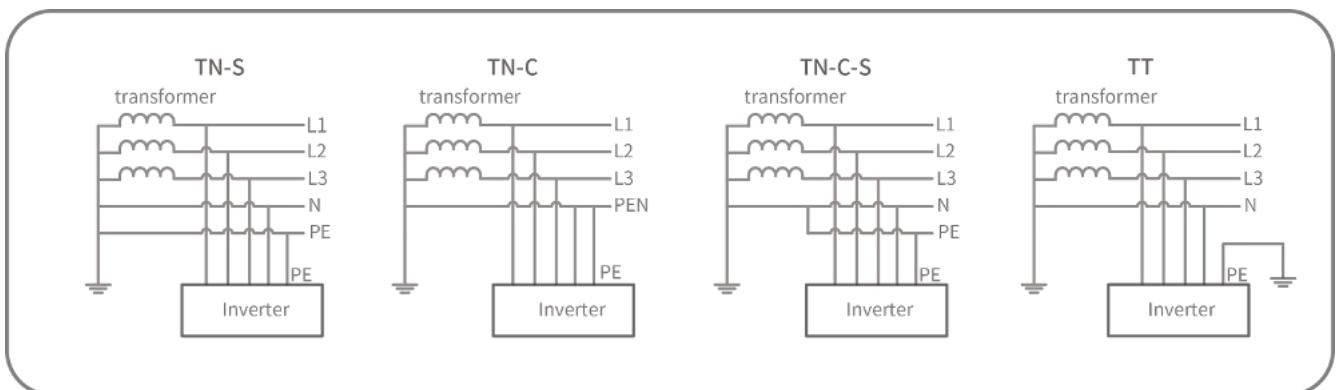 TN-S
transformer
L1
L2
L3
N
PE
PE
Inverter
TN-C
transformer
L1
L2
L3
PEN
PE
Inverter
TN-C-S
transformer
L1
L2
L3
N
PE
PE
Inverter
TT
transformer
L1
L2
L3
N
PE
Inverter